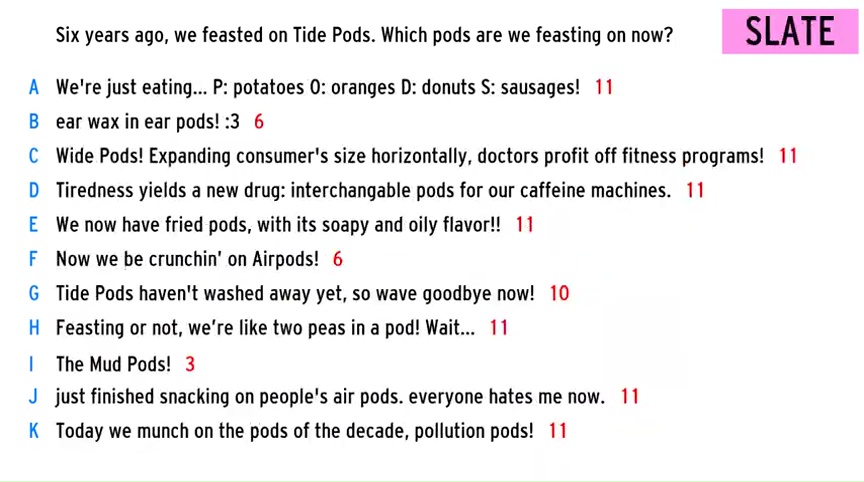 Six years ago, we feasted on Tide Pods. Which pods are we feasting on now?
SLATE
A We're just eating... P: potatoes O: oranges D: donuts S: sausages! 11
B ear wax in ear pods! :3 6
C Wide Pods! Expanding consumer's size horizontally, doctors profit off fitness programs! 11
D Tiredness yields a new drug: interchangable pods for our caffeine machines. 11
E We now have fried pods, with its soapy and oily flavor!! 11
F Now we be crunchin' on Airpods! 6
G Tide Pods haven't washed away yet, so wave goodbye now! 10
H Feasting or not, we're like two peas in a pod! Wait... 11
I The Mud Pods! 3
J just finished snacking on people's air pods. everyone hates me now. 11
K Today we munch on the pods of the decade, pollution pods! 11